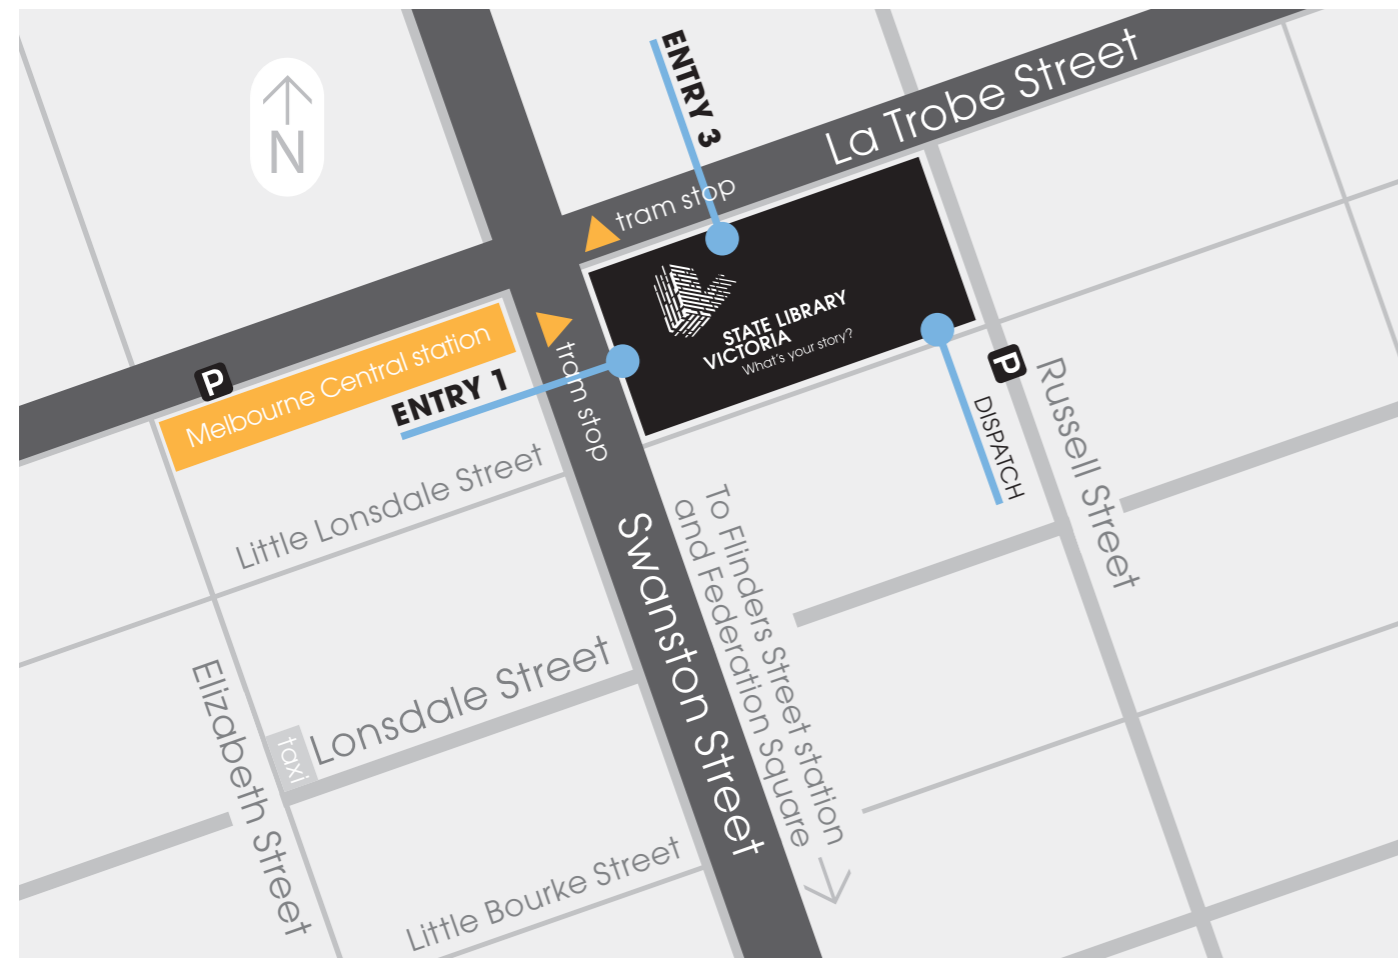 ENTRY 3
La Trobe Street
N
tram stop
STATE LIBRARY
VICTORIA
What's your story?
P
Melbourne Central station
ENTRY 1
tram stop
P
DISPATCH
Russell Street
Little Lonsdale Street
Swanston Street
To Flinders Street station
and Federation Square
Elizabeth Street
taxi
Lonsdale Street
Little Bourke Street